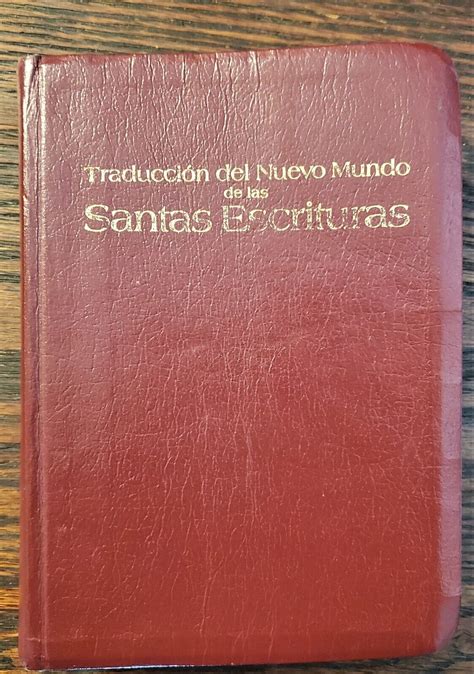 Traducción del Nuevo Mundo
de las
Santas Escrituras